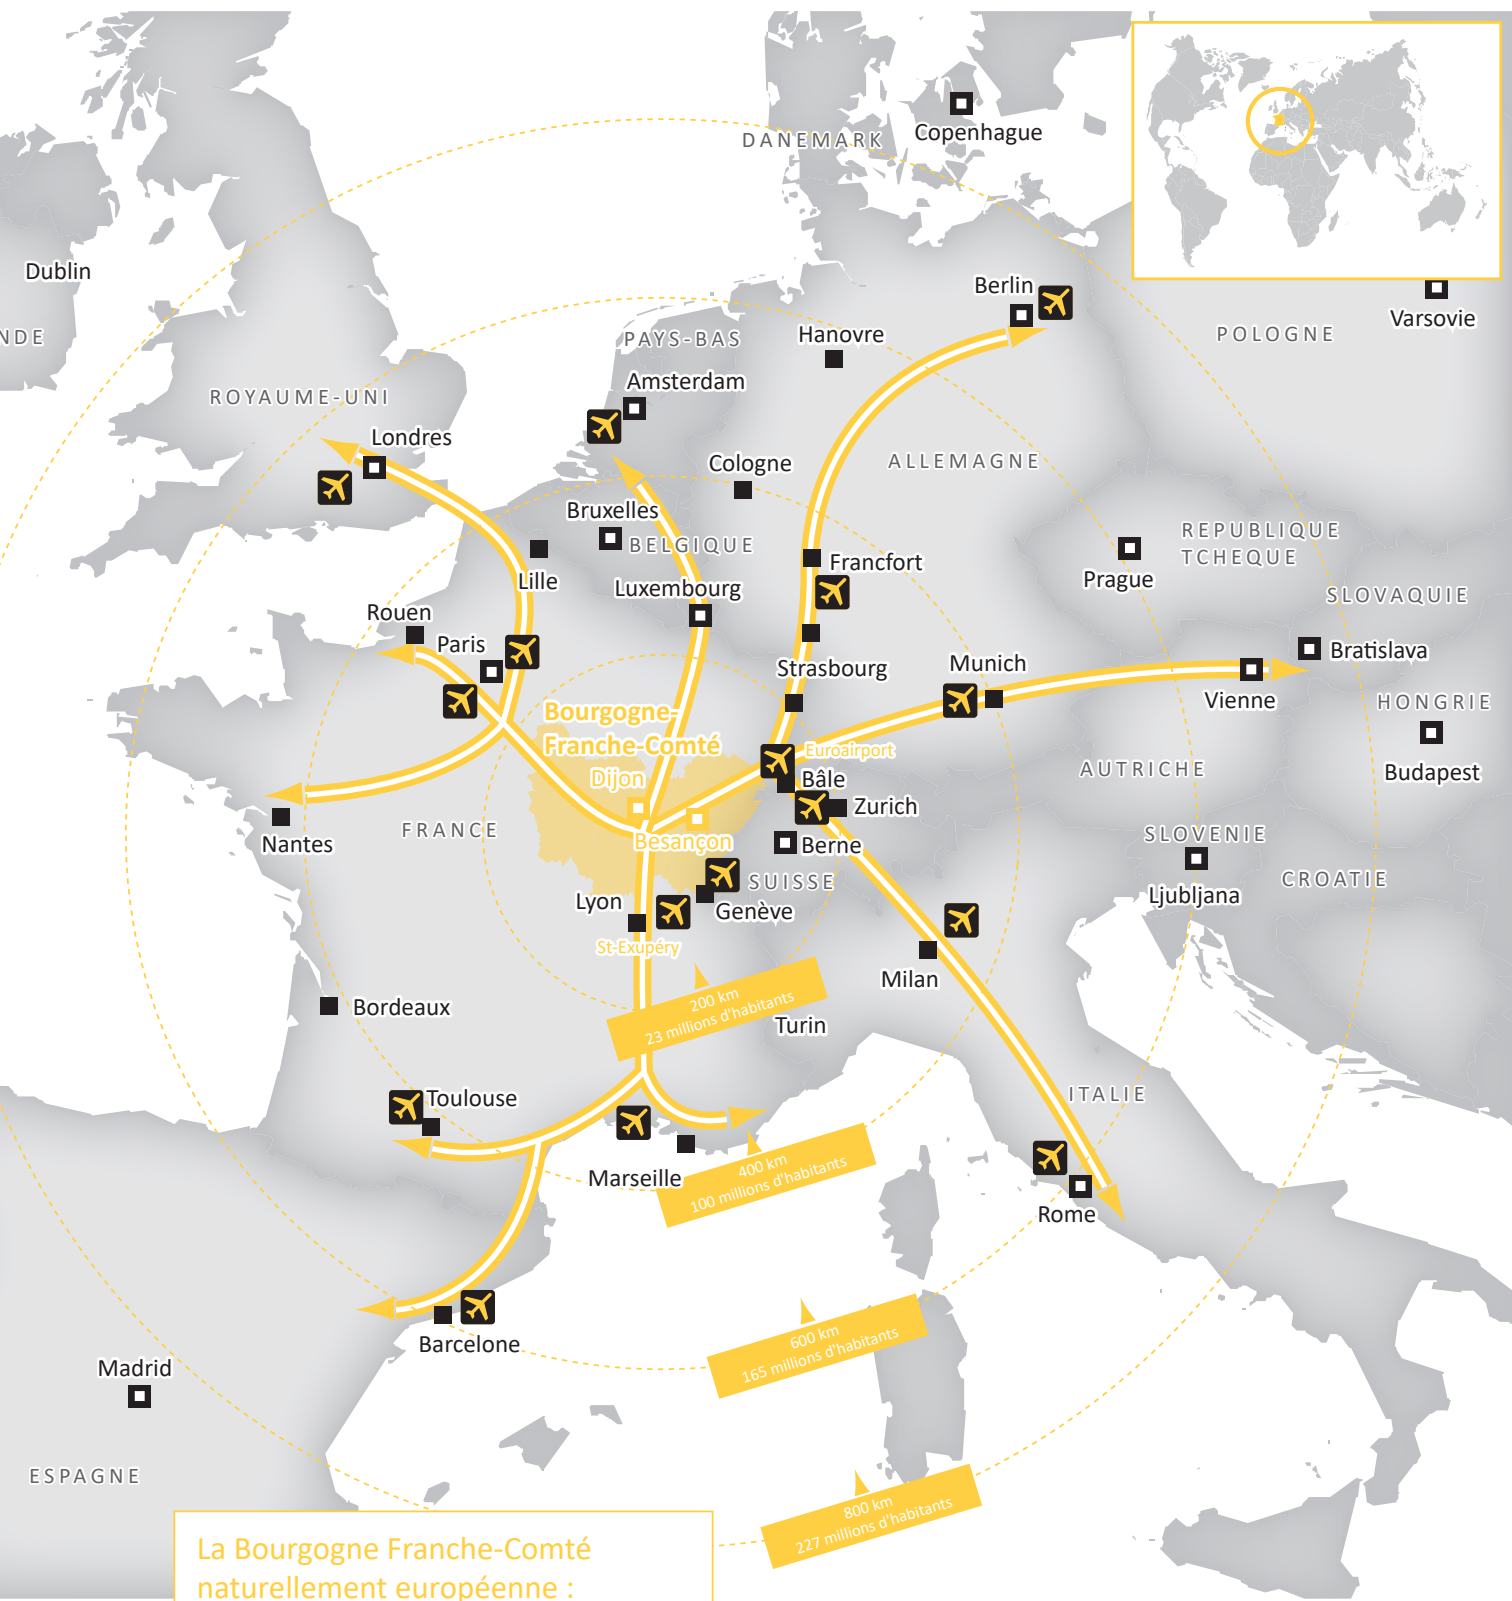 Copenhague
DANEMARK
Dublin
Berlin
Varsovie
NDE
PAYS-BAS
Hanovre
POLOGNE
Amsterdam
ROYAUME-UNI
Londres
Cologne
ALLEMAGNE
Bruxelles
BELGIQUE
REPUBLIQUE
TCHEQUE
Lille
Francfort
Prague
Luxembourg
SLOVAQUIE
Rouen
Paris
Strasbourg
Munich
Bratislava
Vienne
HONGRIE
Bourgogne-
Franche-Comté
Euroairport
Dijon
Bâle
AUTRICHE
Budapest
Zurich
Nantes
FRANCE
Besançon
Berne
SLOVENIE
SUISSE
CROATIE
Ljubljana
Lyon
Genève
St-Exupéry
Milan
Bordeaux
200 km
23 millions d'habitants
Turin
Toulouse
ITALIE
Marseille
400 km
100 millions d'habitants
Rome
Barcelone
600 km
165 millions d'habitants
Madrid
ESPAGNE
800 km
227 millions d'habitants
La Bourgogne Franche-Comté
naturellement européenne :